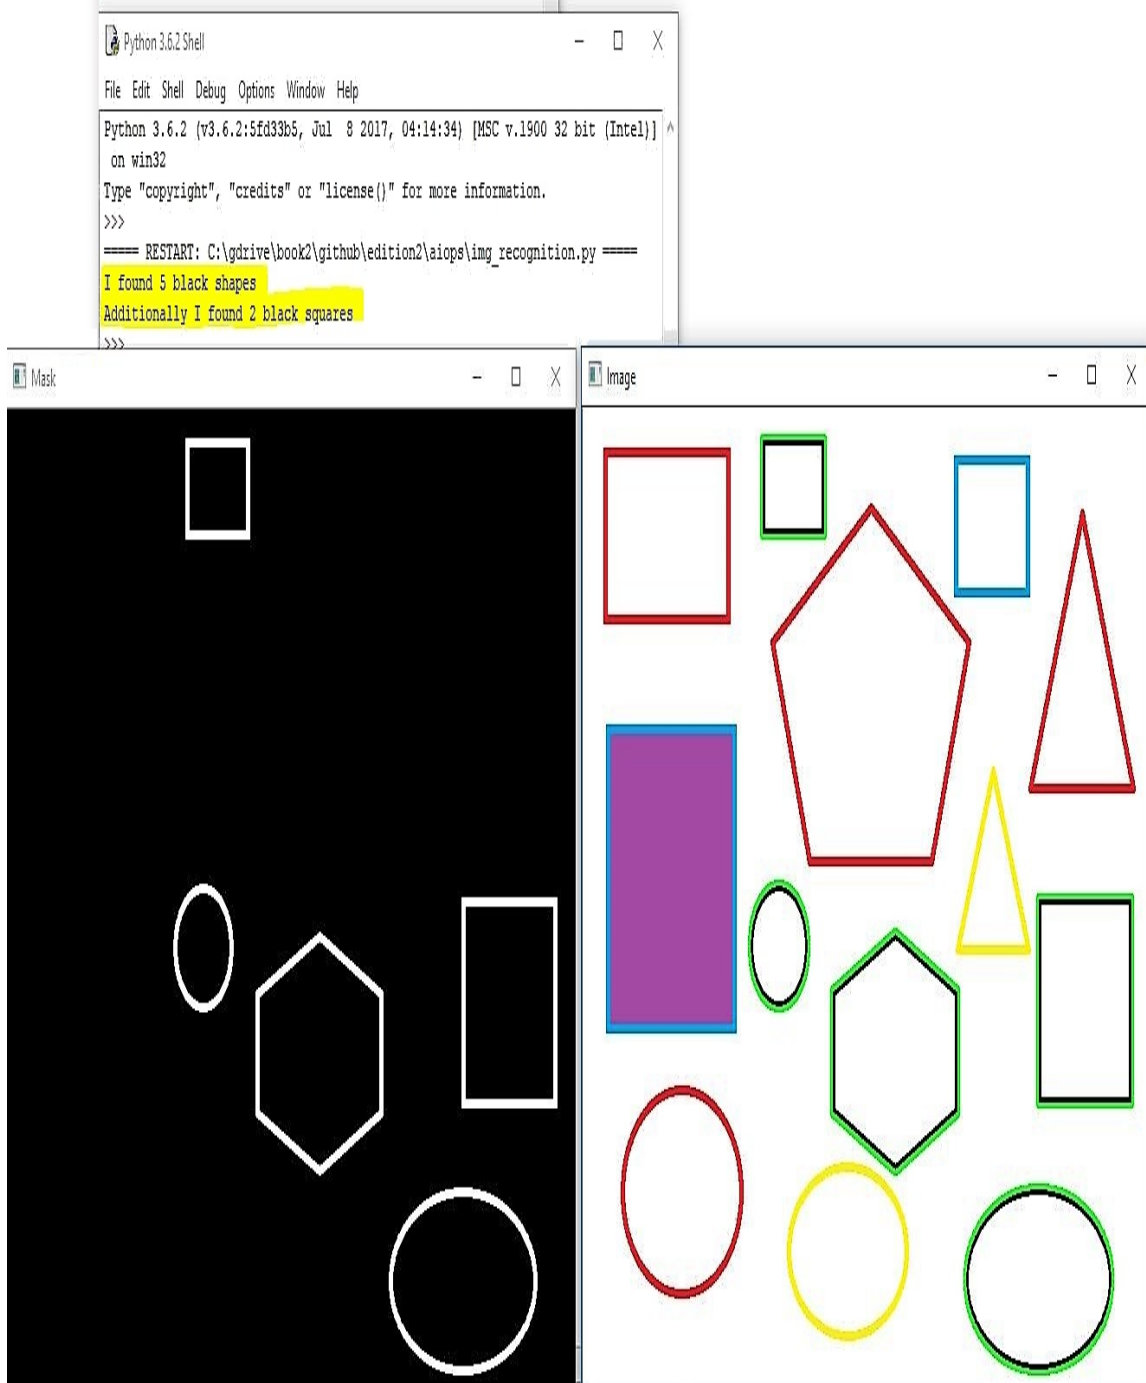 Python 3.6.2 Shell
File Edit Shell Debug Options Window Help
Python 3.6.2 (v3.6.2:5fd33b5, Jul  8 2017, 04:14:34) [MSC v.1900 32 bit (Intel)]
 on win32
Type "copyright", "credits" or "license()" for more information.
>>>
===== RESTART: C:\gdrive\book2\github\edition2\aiops\img_recognition.py =====
I found 5 black shapes
Additionally I found 2 black squares
>>>
Mask
Image